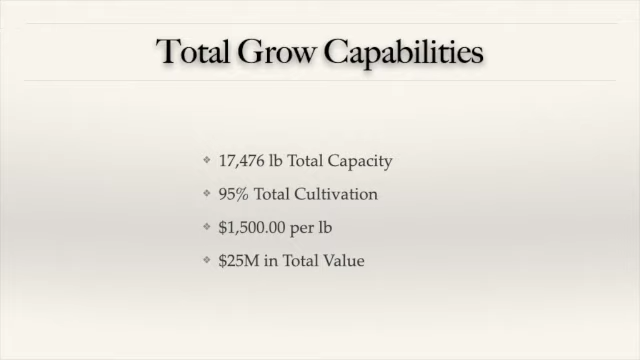 Total Grow Capabilities
❖ 17,476 lb Total Capacity
❖ 95% Total Cultivation
❖ $1,500.00 per lb
❖ $25M in Total Value